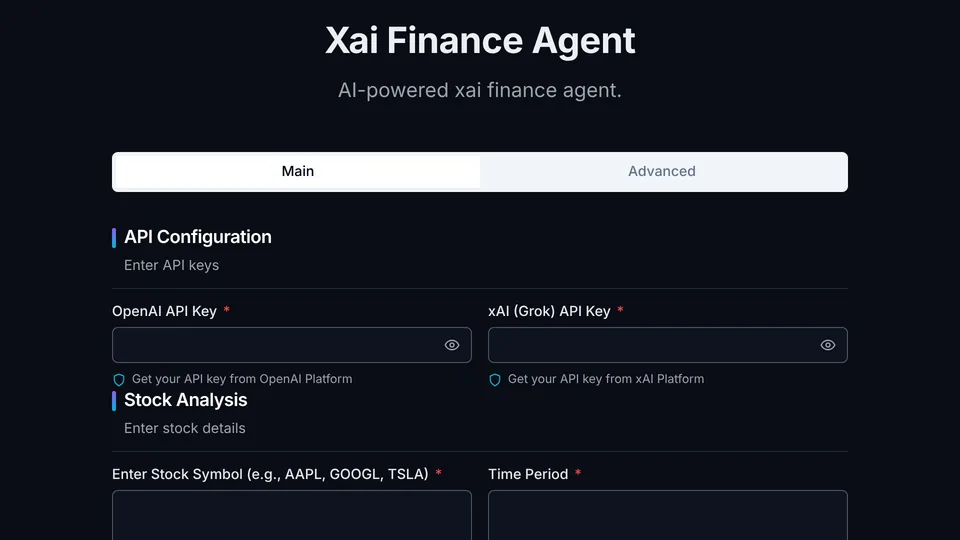 Xai Finance Agent
AI-powered xai finance agent.
Main
Advanced
API Configuration
Enter API keys
OpenAI API Key *
xAI (Grok) API Key *
Get your API key from OpenAI Platform
Get your API key from xAI Platform
Stock Analysis
Enter stock details
Enter Stock Symbol (e.g., AAPL, GOOGL, TSLA) *
Time Period *